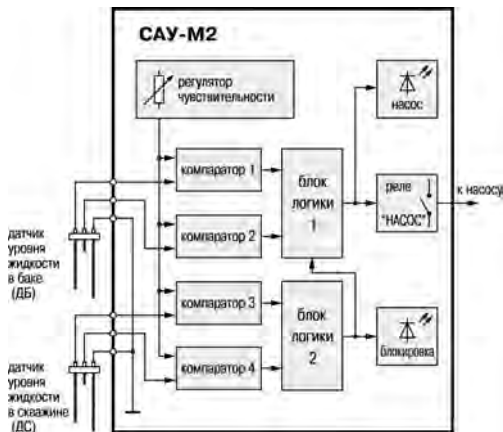 САУ-М2
регулятор
чувствительности
насос
компаратор 1
блок
логики
1
реле
"НАСОС"
к насосу
компаратор 2
датчик
уровня
жидкости
в баке
(ДБ)
компаратор 3
блок
логики
2
блокировка
компаратор 4
датчик
уровня
жидкости
в скважине
(ДС)